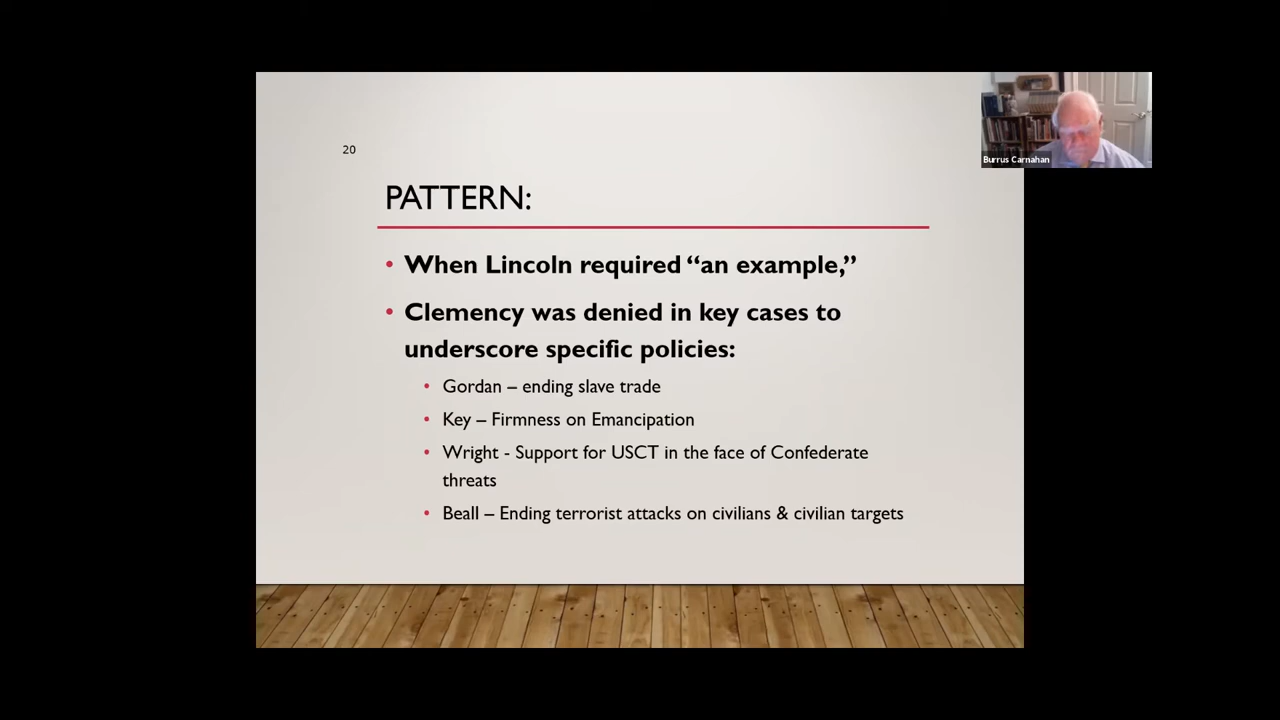 20
Burrus Carnahan
PATTERN:
• When Lincoln required “an example,”
• Clemency was denied in key cases to
underscore specific policies:
• Gordan – ending slave trade
• Key – Firmness on Emancipation
• Wright - Support for USCT in the face of Confederate
threats
• Beall – Ending terrorist attacks on civilians & civilian targets